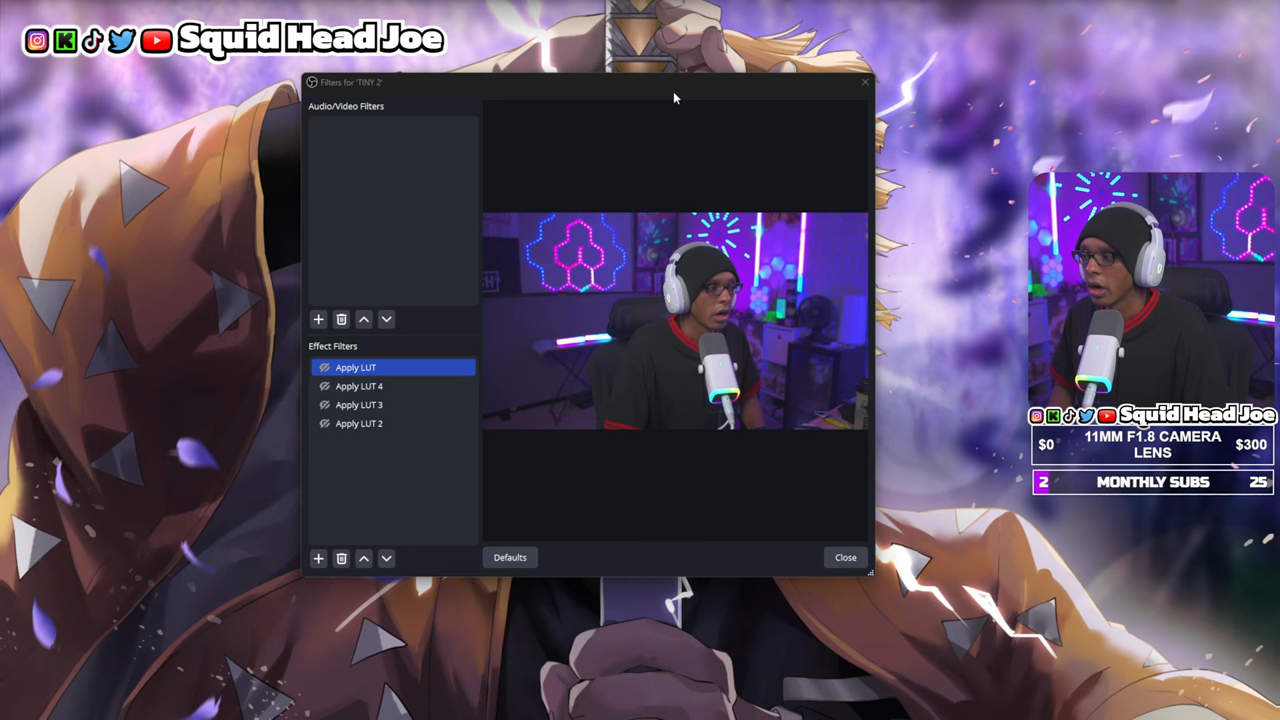 Squid Head Joe
Filters for 'TINY 2'
Audio/Video Filters
Effect Filters
Apply LUT
Apply LUT 4
Apply LUT 3
Apply LUT 2
Defaults
Close
Squid Head Joe
$0 11MM F1.8 CAMERA LENS $300
2 MONTHLY SUBS 25